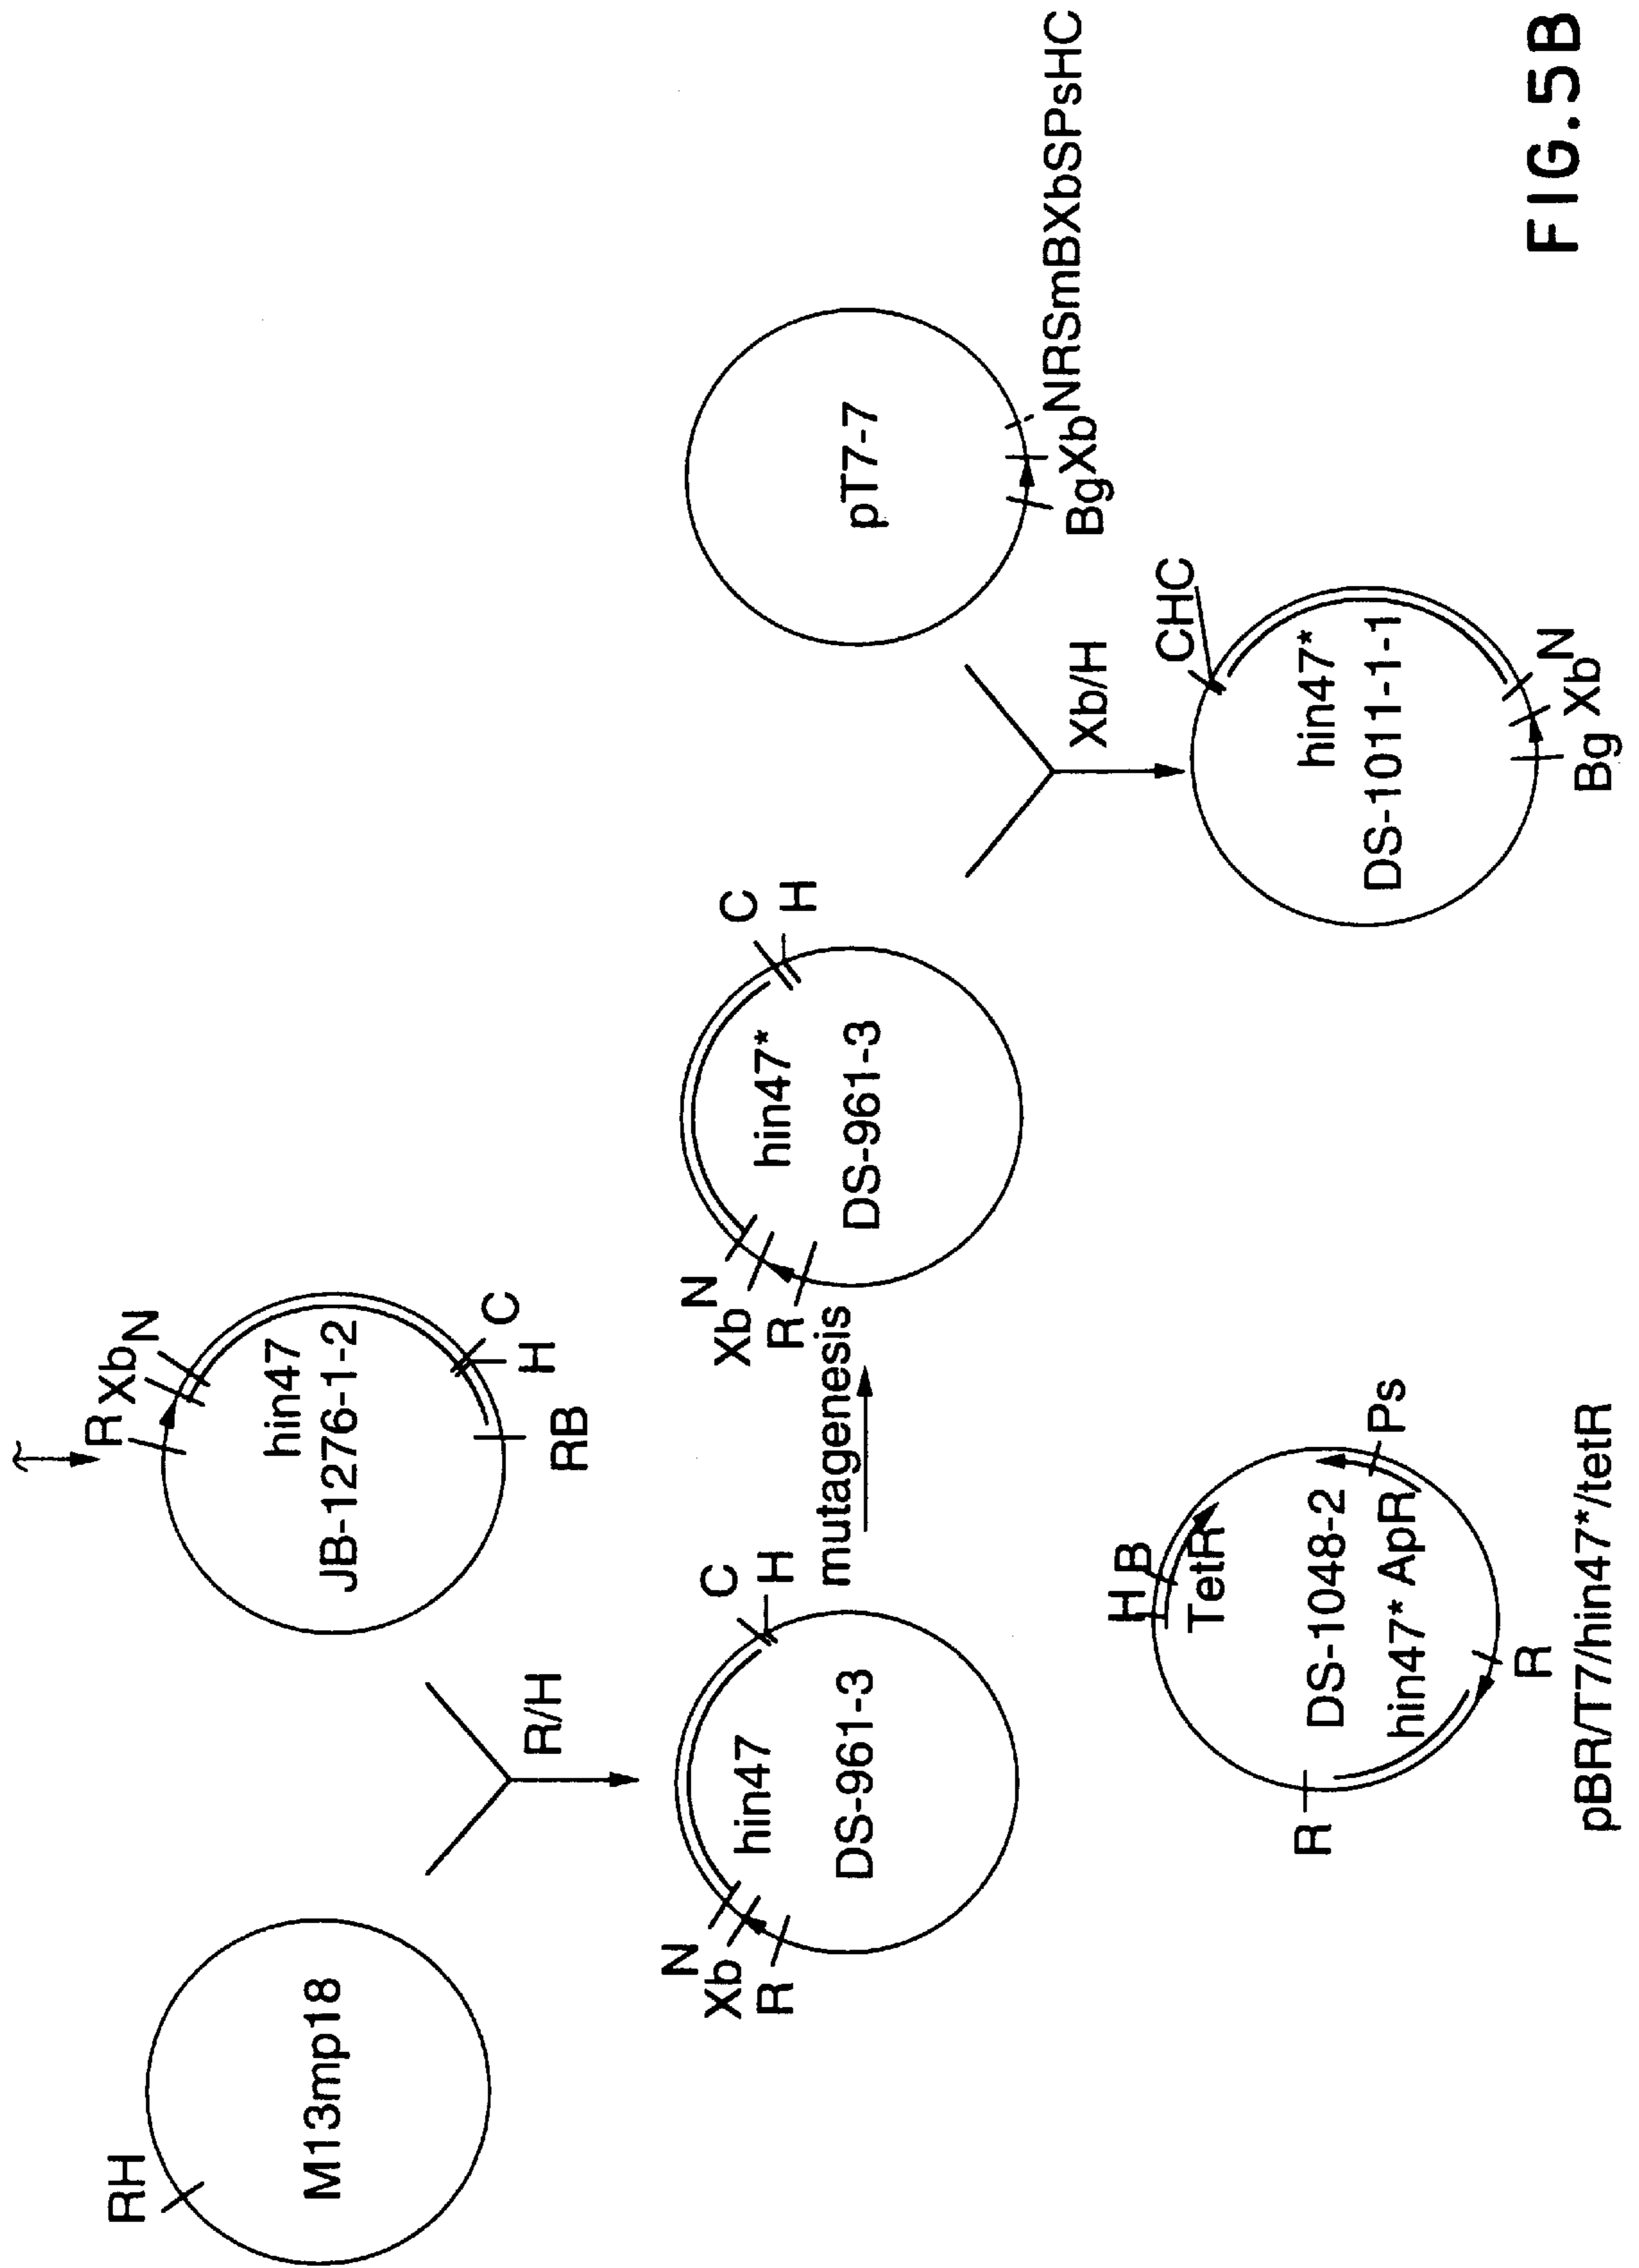 RH
M13mp18
R Xb N
hin47
JB-1276-1-2
C
H
RB
R/H
N
Xb
R
hin47
DS-961-3
C
H
mutagenesis
N
Xb
R
hin47*
DS-961-3
C
H
pT7-7
Bg Xb NRSmBXbSPsHC
Xb/H
CHC
hin47*
DS-1011-1-1
Bg Xb N
H B
TetR
R
DS-1048-2
hin47* ApR
Ps
R
pBR/T7/hin47*/tetR
FIG.5B